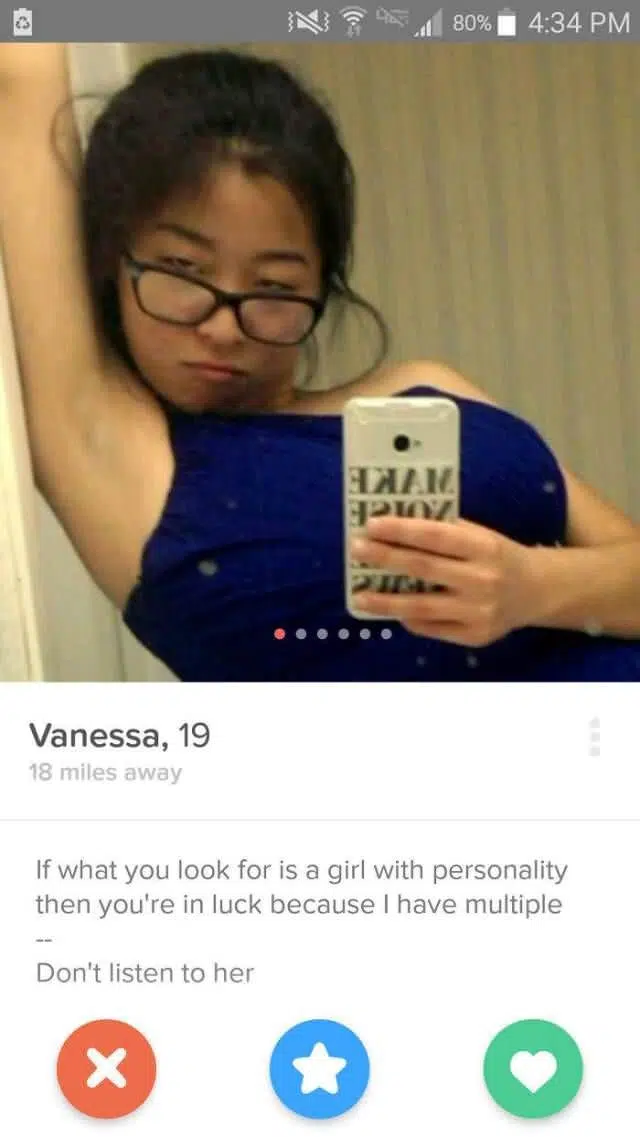 80% 4:34 PM
MAKE
NOISE
Vanessa, 19
18 miles away
If what you look for is a girl with personality
then you're in luck because I have multiple
--
Don't listen to her